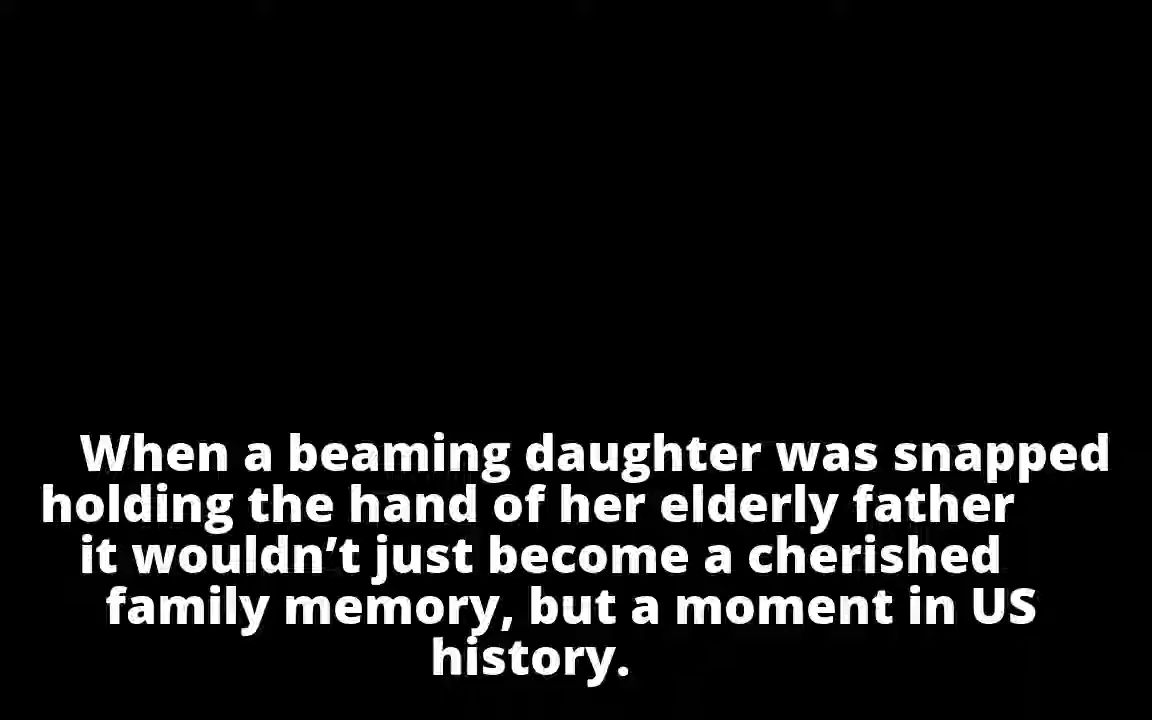 When a beaming daughter was snapped
holding the hand of her elderly father
it wouldn’t just become a cherished
family memory, but a moment in US
history.